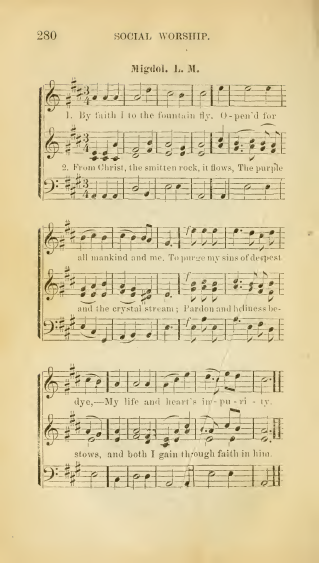 280 SOCIAL WORSHIP.
Migdol. L. M.
1. By faith I to the fountain fly, O-pen'd for
2. From Christ, the smitten rock, it flows, The purple
all mankind and me, To purge my sins of deepest
and the crystal stream; Pardon and holiness be-
dye,—My life and heart's im-pu-ri-ty.
stows, and both I gain through faith in him.